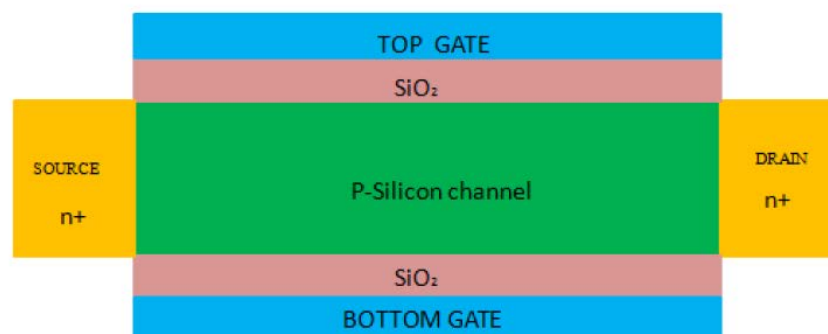 TOP GATE
SiO₂
SOURCE
n+
P-Silicon channel
DRAIN
n+
SiO₂
BOTTOM GATE